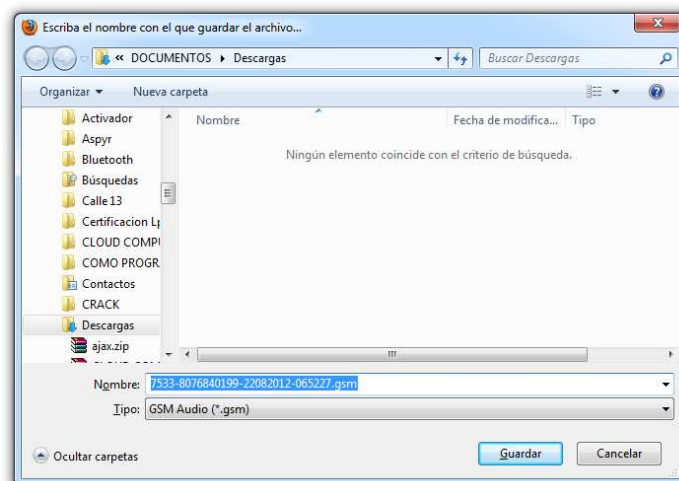 Escriba el nombre con el que guardar el archivo...
« DOCUMENTOS Descargas
Buscar Descargas
Organizar Nueva carpeta
Nombre Fecha de modifica... Tipo
Ningún elemento coincide con el criterio de búsqueda.
Activador
Aspyr
Bluetooth
Búsquedas
Calle 13
Certificacion Lp
CLOUD COMPU
COMO PROGR
Contactos
CRACK
Descargas
ajax.zip
Nombre: 7533-8076840199-22082012-065227.gsm
Tipo: GSM Audio (*.gsm)
Ocultar carpetas Guardar Cancelar